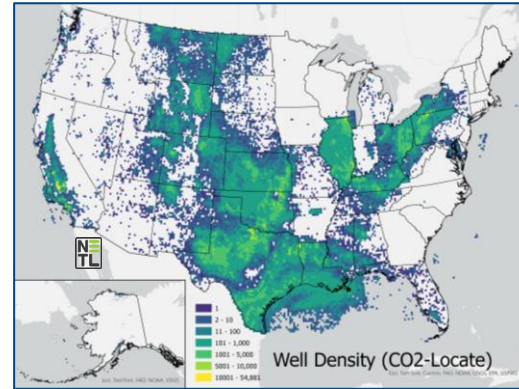 NETL
1
2 - 10
11 - 100
101 - 1,000
1001 - 5,000
5001 - 10,000
10001 - 54,881
Well Density (CO2-Locate)